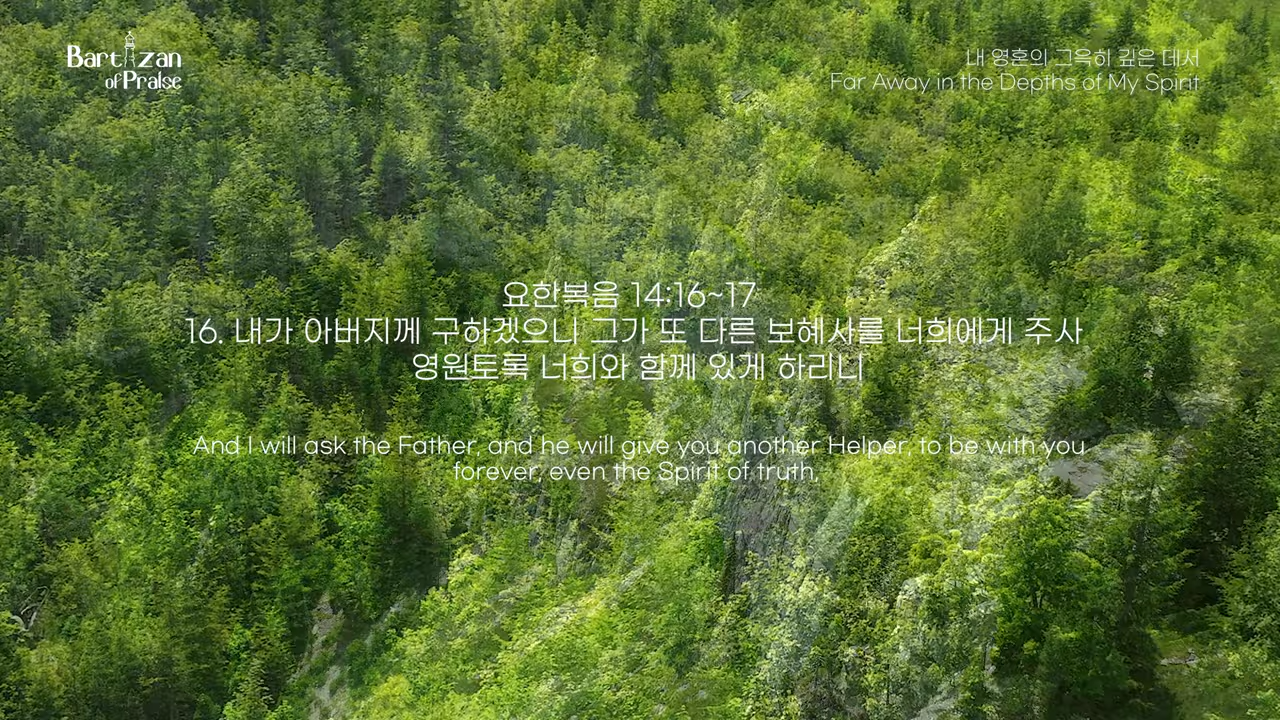 Bartizan
of Praise
내 영혼의 그윽히 깊은 데서
Far Away in the Depths of My Spirit
요한복음 14:16~17
16. 내가 아버지께 구하겠으니 그가 또 다른 보혜사를 너희에게 주사
영원토록 너희와 함께 있게 하리니
And I will ask the Father, and he will give you another Helper, to be with you
forever, even the Spirit of truth,